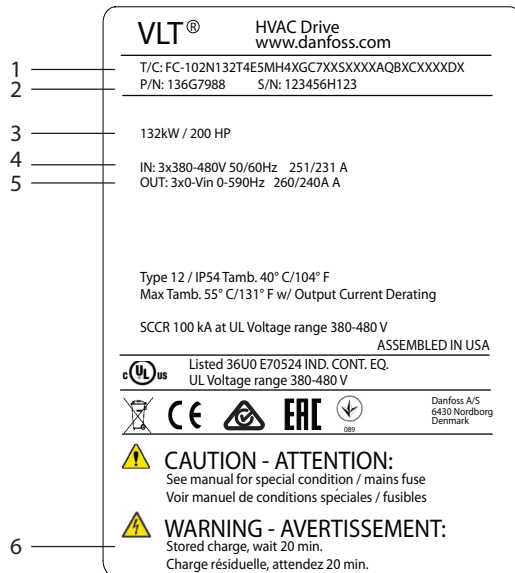 VLT® HVAC Drive
www.danfoss.com
1 T/C: FC-102N132T4E5MH4XGC7XXSXXXXAQBXCXXXXDX
2 P/N: 136G7988 S/N: 123456H123
3 132kW / 200 HP
4 IN: 3x380-480V 50/60Hz 251/231 A
5 OUT: 3x0-Vin 0-590Hz 260/240A A
Type 12 / IP54 Tamb. 40° C/104° F
Max Tamb. 55° C/131° F w/ Output Current Derating
SCCR 100 kA at UL Voltage range 380-480 V
ASSEMBLED IN USA
c UL us Listed 36U0 E70524 IND. CONT. EQ.
UL Voltage range 380-480 V
CE EAC 089
Danfoss A/S
6430 Nordborg
Denmark
CAUTION - ATTENTION:
See manual for special condition / mains fuse
Voir manuel de conditions spéciales / fusibles
WARNING - AVERTISSEMENT:
6 Stored charge, wait 20 min.
Charge résiduelle, attendez 20 min.